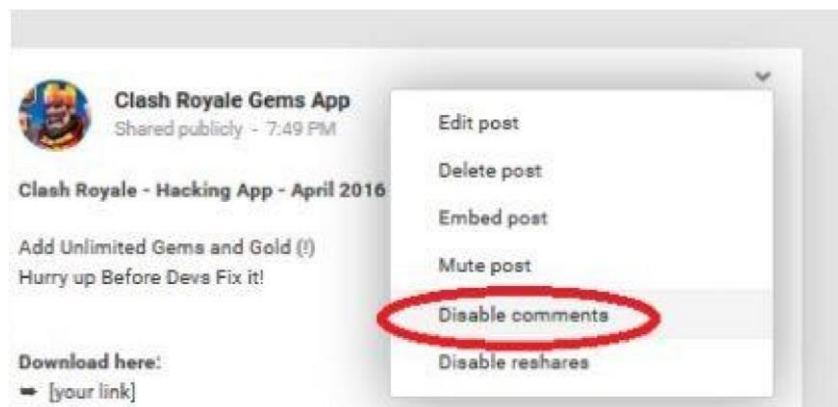 Clash Royale Gems App
Shared publicly - 7:49 PM
Clash Royale - Hacking App - April 2016
Add Unlimited Gems and Gold (!)
Hurry up Before Devs Fix it!
Download here:
➥ [your link]
Edit post
Delete post
Embed post
Mute post
Disable comments
Disable reshares